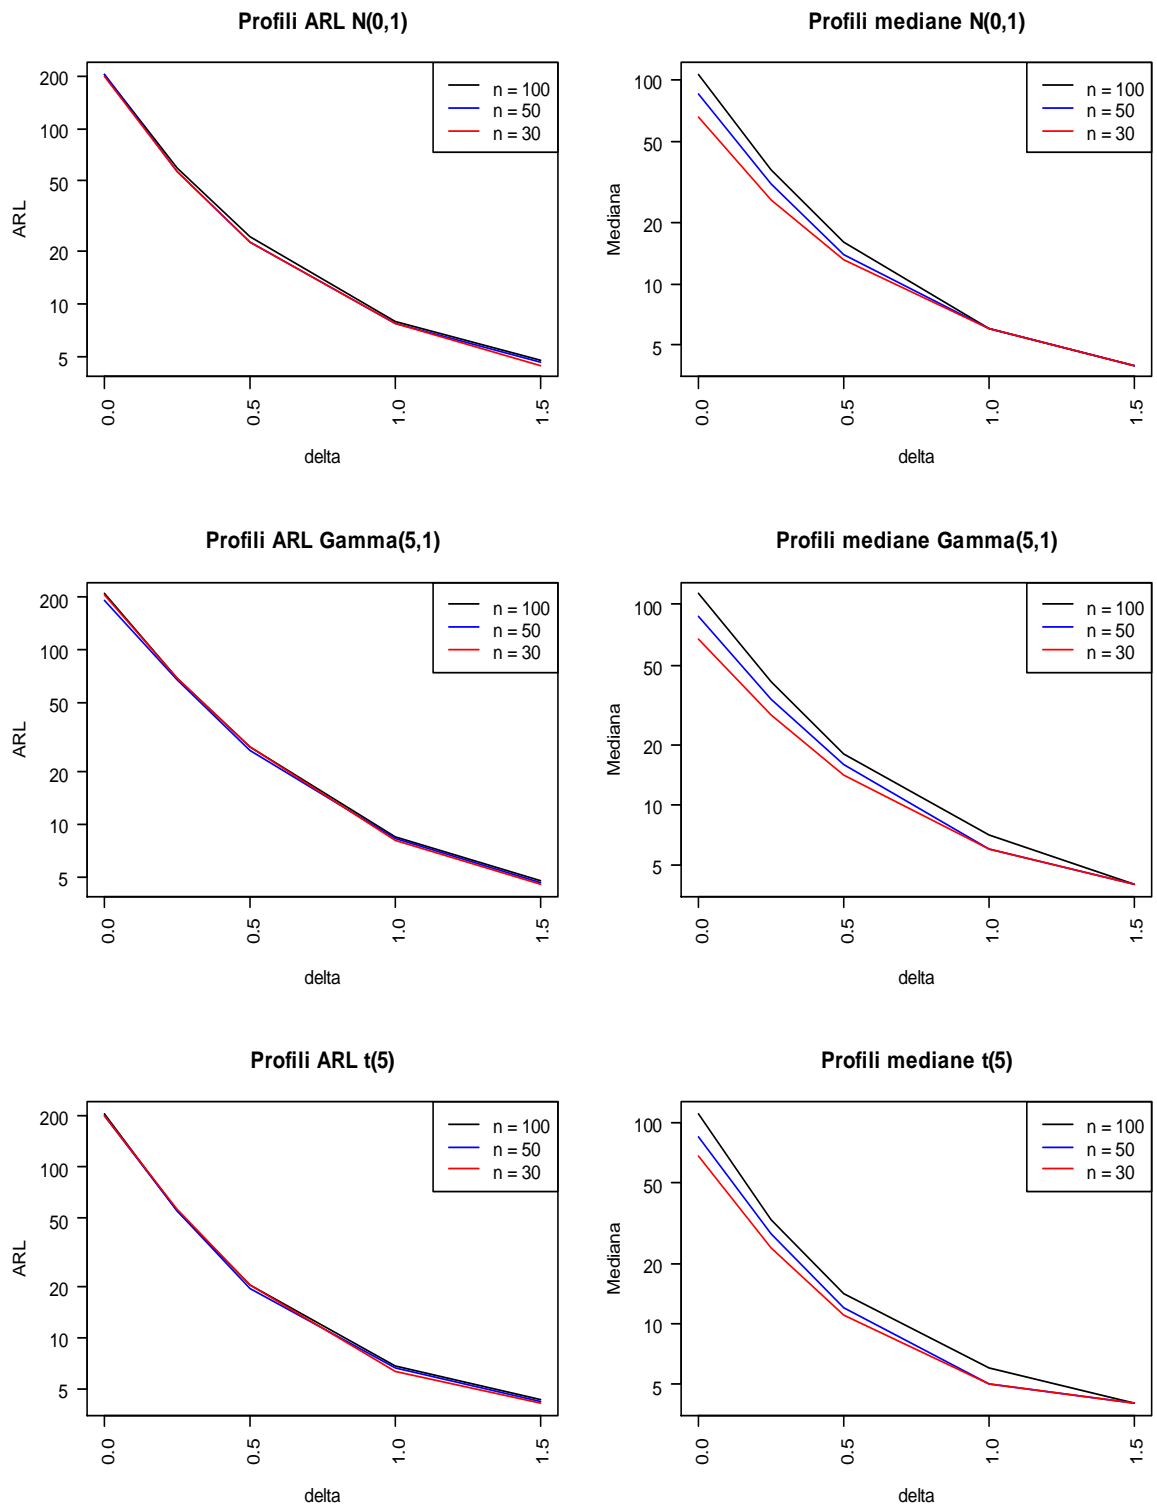 Profili ARL N(0,1)
ARL
200
100
50
20
10
5
n = 100
n = 50
n = 30
0.0
0.5
1.0
1.5
delta
Profili mediane N(0,1)
Mediana
100
50
20
10
5
n = 100
n = 50
n = 30
0.0
0.5
1.0
1.5
delta
Profili ARL Gamma(5,1)
ARL
200
100
50
20
10
5
n = 100
n = 50
n = 30
0.0
0.5
1.0
1.5
delta
Profili mediane Gamma(5,1)
Mediana
100
50
20
10
5
n = 100
n = 50
n = 30
0.0
0.5
1.0
1.5
delta
Profili ARL t(5)
ARL
200
100
50
20
10
5
n = 100
n = 50
n = 30
0.0
0.5
1.0
1.5
delta
Profili mediane t(5)
Mediana
100
50
20
10
5
n = 100
n = 50
n = 30
0.0
0.5
1.0
1.5
delta